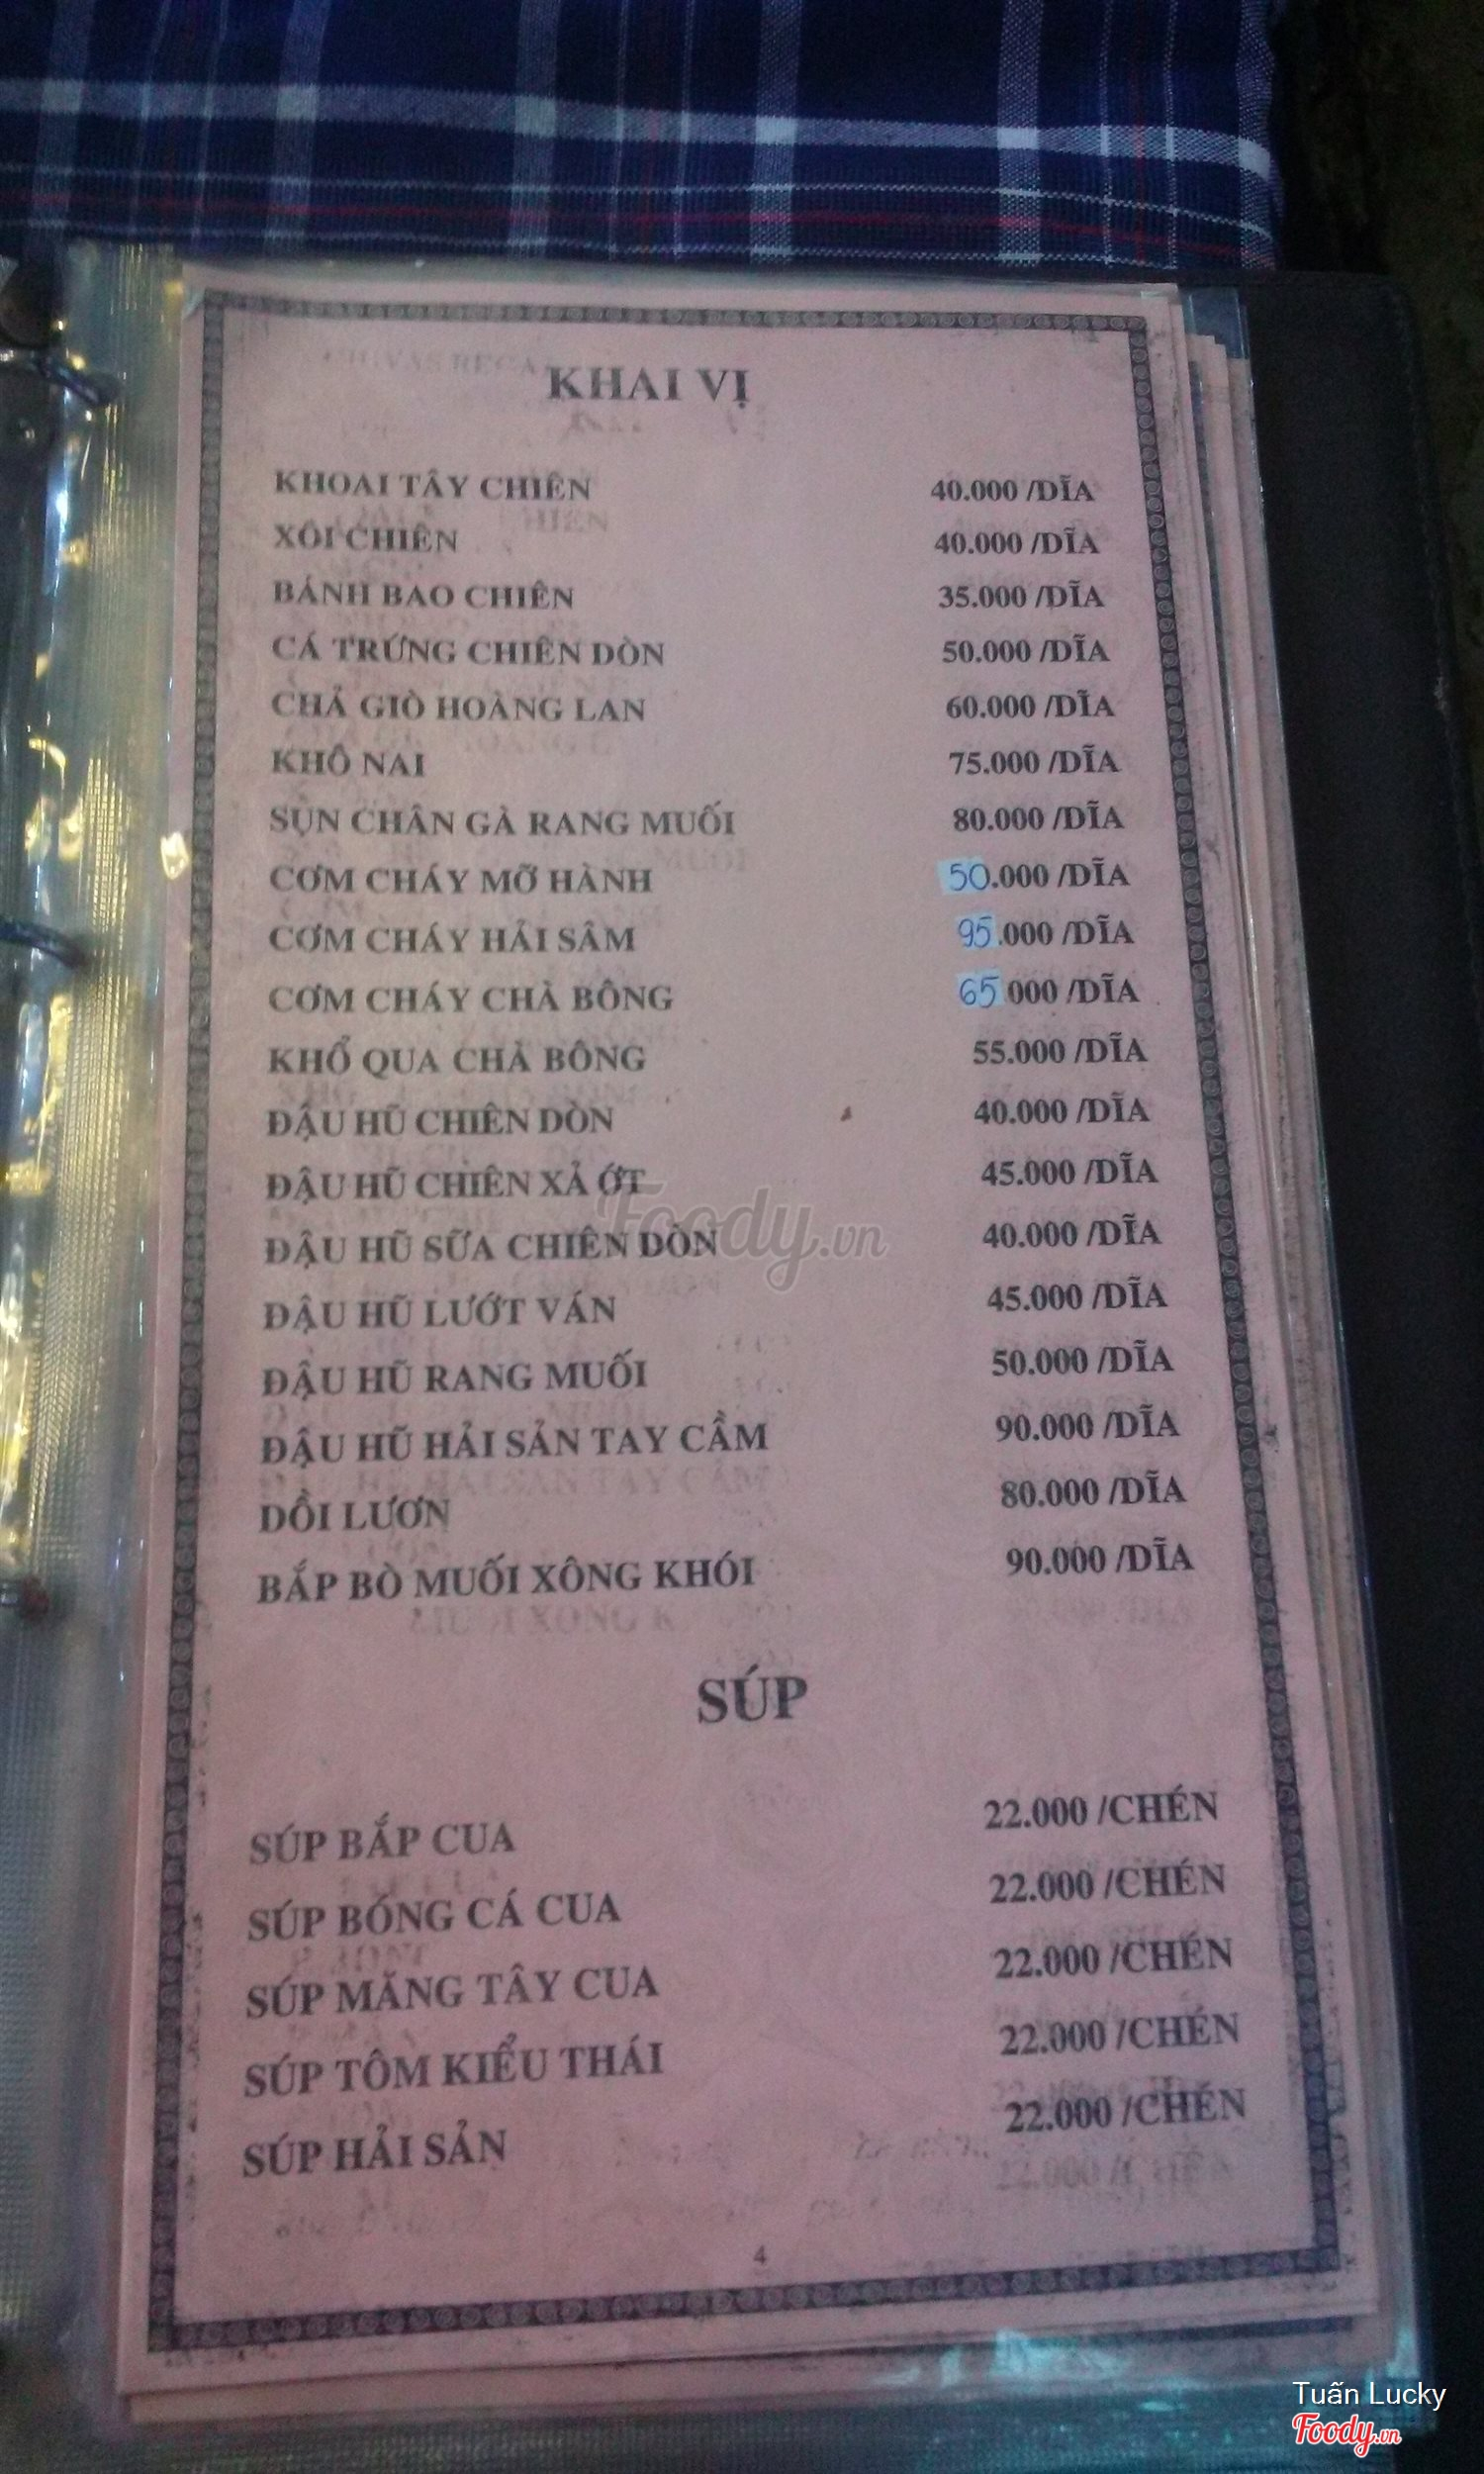 KHAI VỊ
KHOAI TÂY CHIÊN 40.000 /DĨA
XÔI CHIÊN 40.000 /DĨA
BÁNH BAO CHIÊN 35.000 /DĨA
CÁ TRỨNG CHIÊN DÒN 50.000 /DĨA
CHẢ GIÒ HOÀNG LAN 60.000 /DĨA
KHÔ NAI 75.000 /DĨA
SỤN CHÂN GÀ RANG MUỐI 80.000 /DĨA
CƠM CHÁY MỠ HÀNH 50.000 /DĨA
CƠM CHÁY HẢI SÂM 95.000 /DĨA
CƠM CHÁY CHÀ BÔNG 65.000 /DĨA
KHỔ QUA CHÀ BÔNG 55.000 /DĨA
ĐẬU HŨ CHIÊN DÒN 40.000 /DĨA
ĐẬU HŨ CHIÊN XẢ ỚT 45.000 /DĨA
ĐẬU HŨ SỮA CHIÊN DÒN 40.000 /DĨA
ĐẬU HŨ LƯỚT VÁN 45.000 /DĨA
ĐẬU HŨ RANG MUỐI 50.000 /DĨA
ĐẬU HŨ HẢI SẢN TAY CẦM 90.000 /DĨA
DỒI LƯƠN 80.000 /DĨA
BẮP BÒ MUỐI XÔNG KHÓI 90.000 /DĨA
SÚP
SÚP BẮP CUA 22.000 /CHÉN
SÚP BÓNG CÁ CUA 22.000 /CHÉN
SÚP MĂNG TÂY CUA 22.000 /CHÉN
SÚP TÔM KIỂU THÁI 22.000 /CHÉN
SÚP HẢI SẢN 22.000 /CHÉN
4
Foody.vn
Tuấn Lucky
Foody.vn